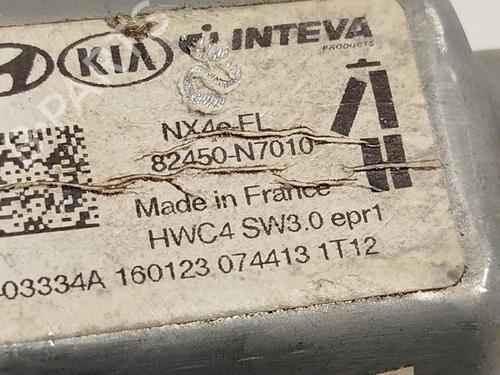 KIA INTEVA
PRODUCTS
NX4e FL
82450-N7010
Made in France
HWC4 SW3.0 epr1
03334A 160123 074413 1T12